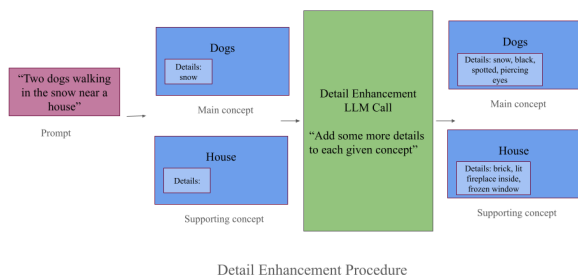 “Two dogs walking
in the snow near a
house”
Prompt
Dogs
Details:
snow
Main concept
House
Details:
Supporting concept
Detail Enhancement
LLM Call
“Add some more details
to each given concept”
Dogs
Details: snow, black,
spotted, piercing
eyes
Main concept
House
Details: brick, lit
fireplace inside,
frozen window
Supporting concept
Detail Enhancement Procedure